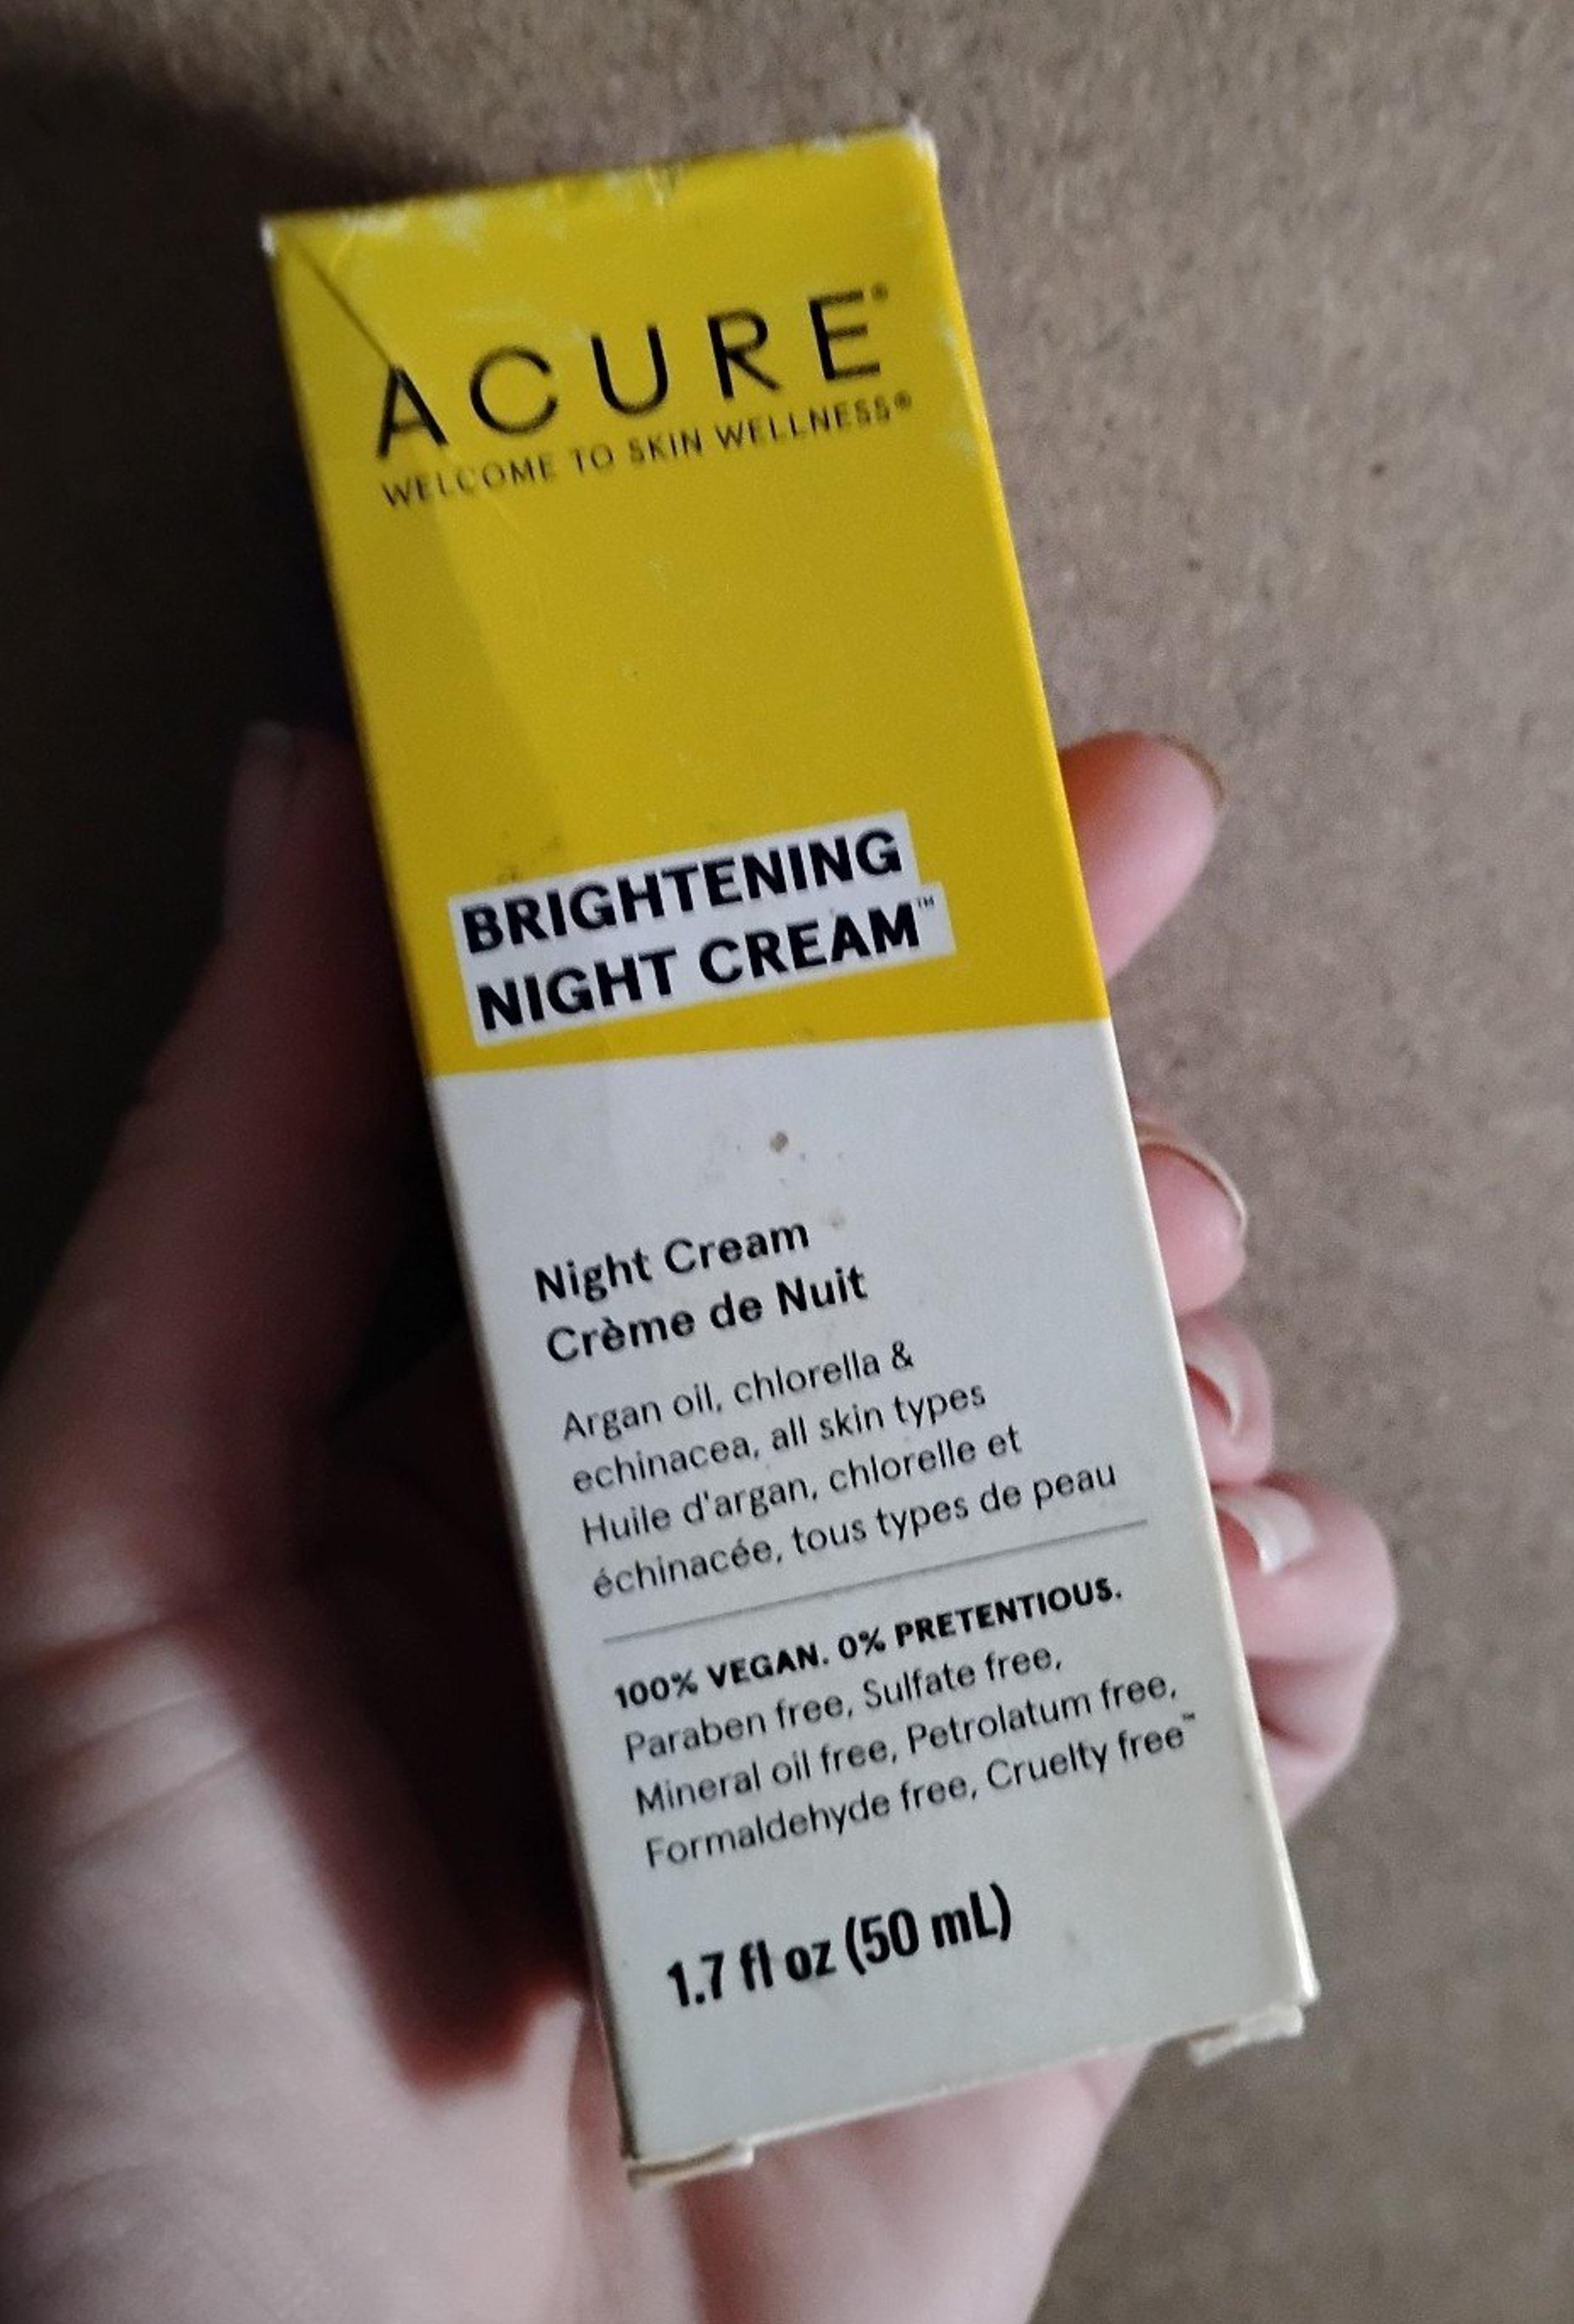 ACURE®
WELCOME TO SKIN WELLNESS®
BRIGHTENING
NIGHT CREAM™
Night Cream
Crème de Nuit
Argan oil, chlorella &
echinacea, all skin types
Huile d'argan, chlorelle et
échinacée, tous types de peau
100% VEGAN. 0% PRETENTIOUS.
Paraben free, Sulfate free,
Mineral oil free, Petrolatum free,
Formaldehyde free, Cruelty free™
1.7 fl oz (50 mL)